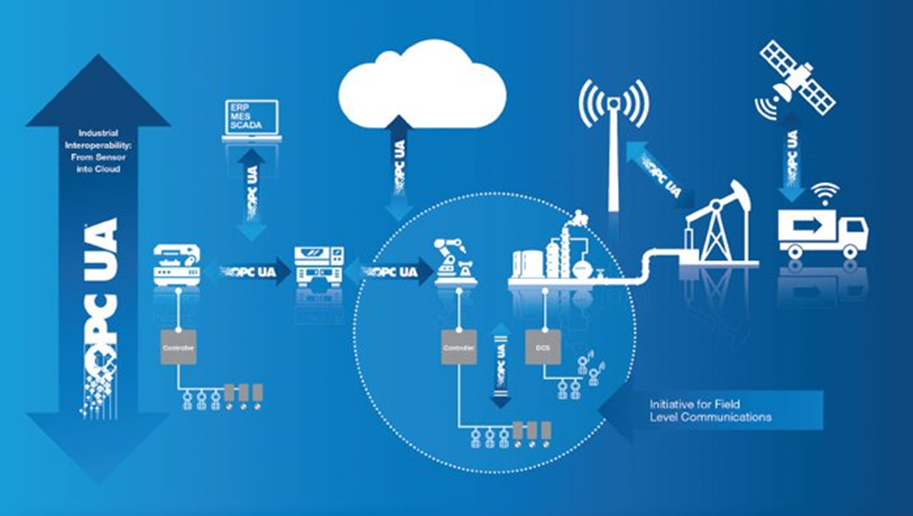 Industrial
Interoperability:
From Sensor
into Cloud
OPC UA
ERP
MES
SCADA
OPC UA
OPC UA
OPC UA
OPC UA
OPC UA
OPC UA
Controller
Controller
OPC UA
DCS
Initiative for Field
Level Communications